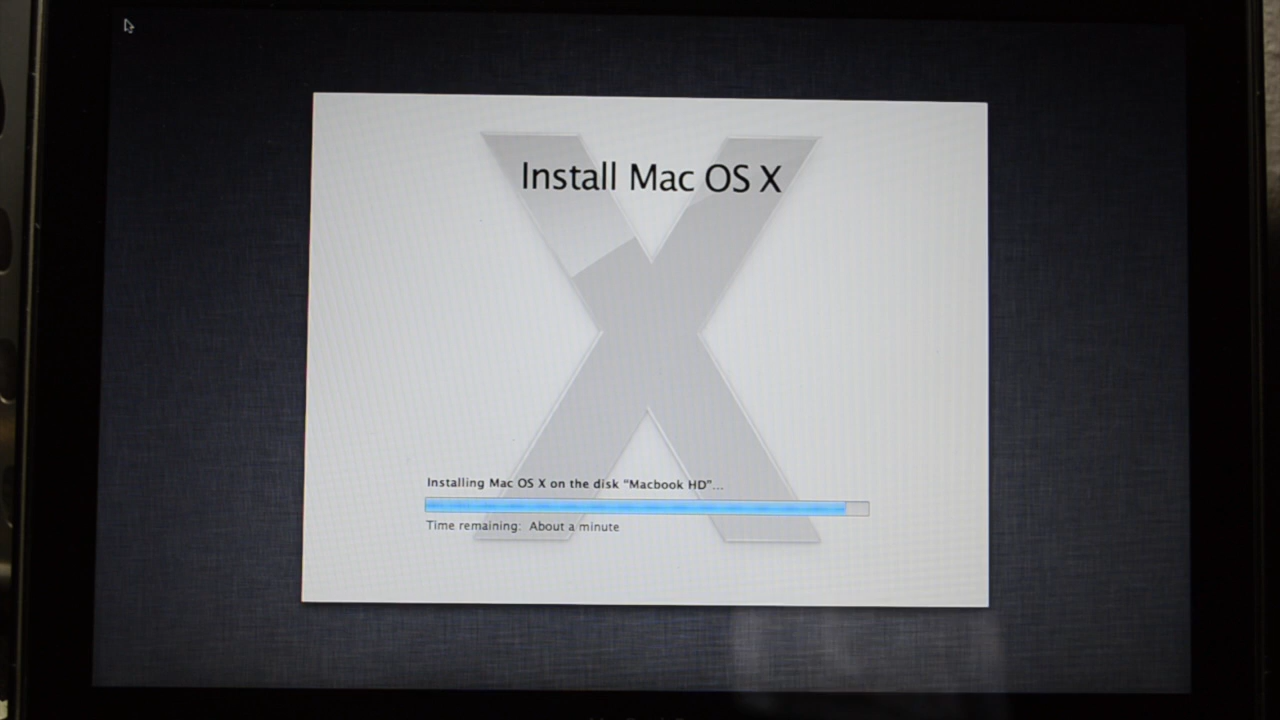 Install Mac OS X
Installing Mac OS X on the disk “Macbook HD”...
Time remaining: About a minute